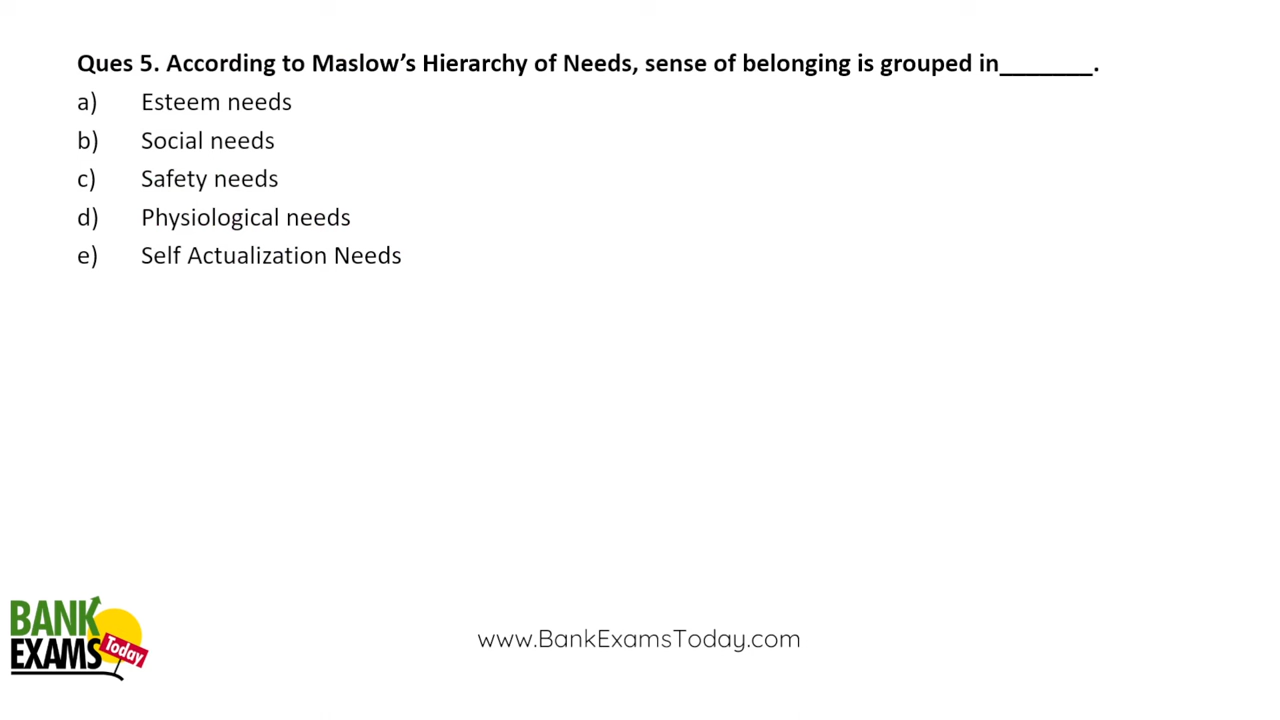 Ques 5. According to Maslow’s Hierarchy of Needs, sense of belonging is grouped in_______.
a) Esteem needs
b) Social needs
c) Safety needs
d) Physiological needs
e) Self Actualization Needs
BANK
EXAMS
Today
www.BankExamsToday.com